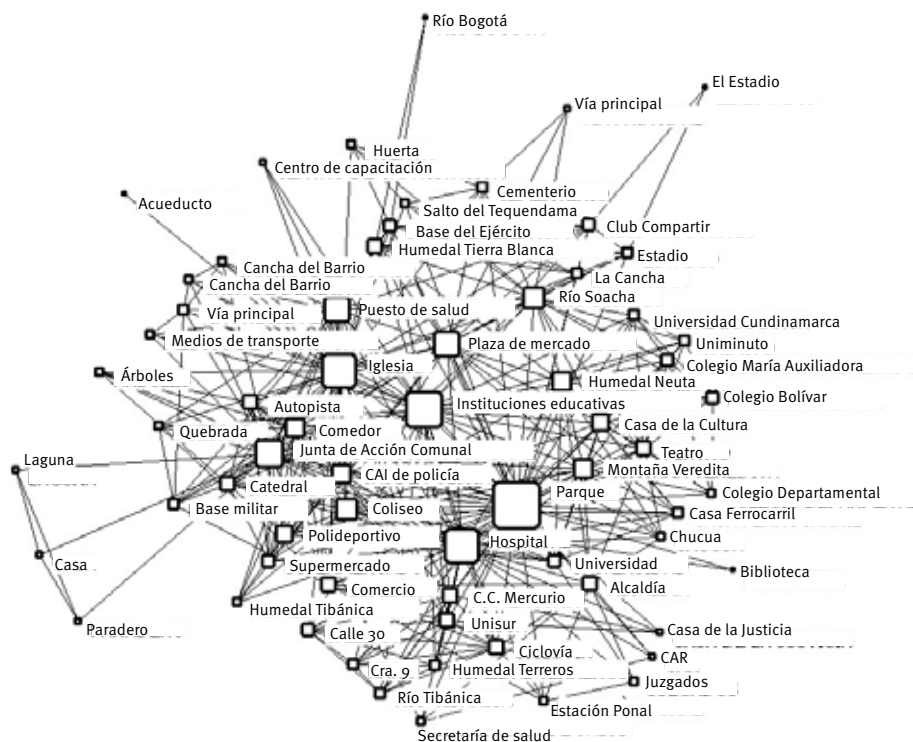 Río Bogotá
El Estadio
Vía principal
Huerta
Centro de capacitación
Cementerio
Acueducto
Salto del Tequendama
Club Compartir
Base del Ejército
Humedal Tierra Blanca
Estadio
Cancha del Barrio
La Cancha
Cancha del Barrio
Río Soacha
Vía principal
Puesto de salud
Universidad Cundinamarca
Medios de transporte
Plaza de mercado
Uniminuto
Iglesia
Colegio María Auxiliadora
Árboles
Humedal Neuta
Instituciones educativas
Colegio Bolívar
Autopista
Quebrada
Comedor
Casa de la Cultura
Junta de Acción Comunal
Teatro
Laguna
CAI de policía
Montaña Veredita
Catedral
Parque
Colegio Departamental
Base militar
Coliseo
Casa Ferrocarril
Polideportivo
Hospital
Chucua
Casa
Supermercado
Universidad
Biblioteca
Comercio
C.C. Mercurio
Alcaldía
Humedal Tibánica
Paradero
Calle 30
Unisur
Casa de la Justicia
Ciclovía
CAR
Cra. 9
Humedal Terreros
Juzgados
Río Tibánica
Estación Ponal
Secretaría de salud